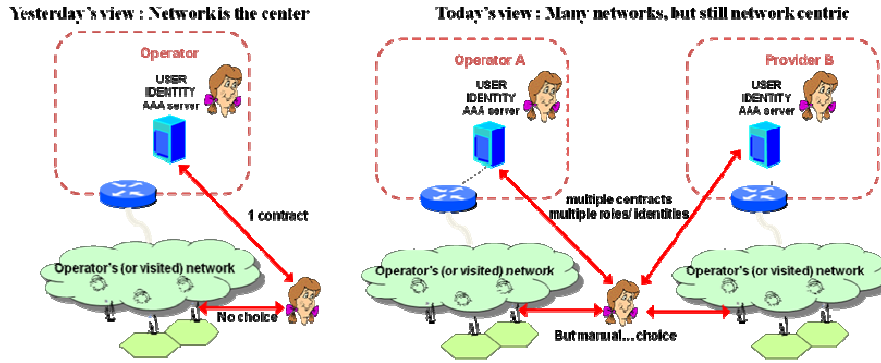 Yesterday's view : Network is the center
Operator
USER
IDENTITY
AAA server
1 contract
Operator's (or visited) network
No choice
Today's view : Many networks, but still network centric
Operator A
USER
IDENTITY
AAA server
Provider B
USER
IDENTITY
AAA server
multiple contracts
multiple roles/ identities
Operator's (or visited) network
Operator's (or visited) network
But manual... choice